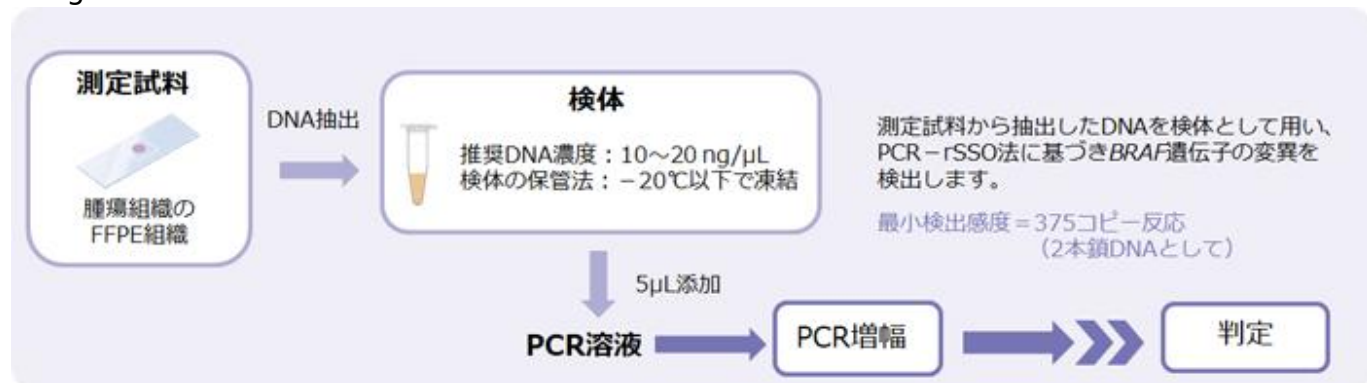 測定試料
腫瘍組織の
FFPE組織
DNA抽出
検体
推奨DNA濃度：10～20 ng/μL
検体の保管法：－20℃以下で凍結
測定試料から抽出したDNAを検体として用い、
PCR－rSSO法に基づきBRAF遺伝子の変異を
検出します。
最小検出感度＝375コピー反応
（2本鎖DNAとして）
5μL添加
PCR溶液
PCR増幅
判定